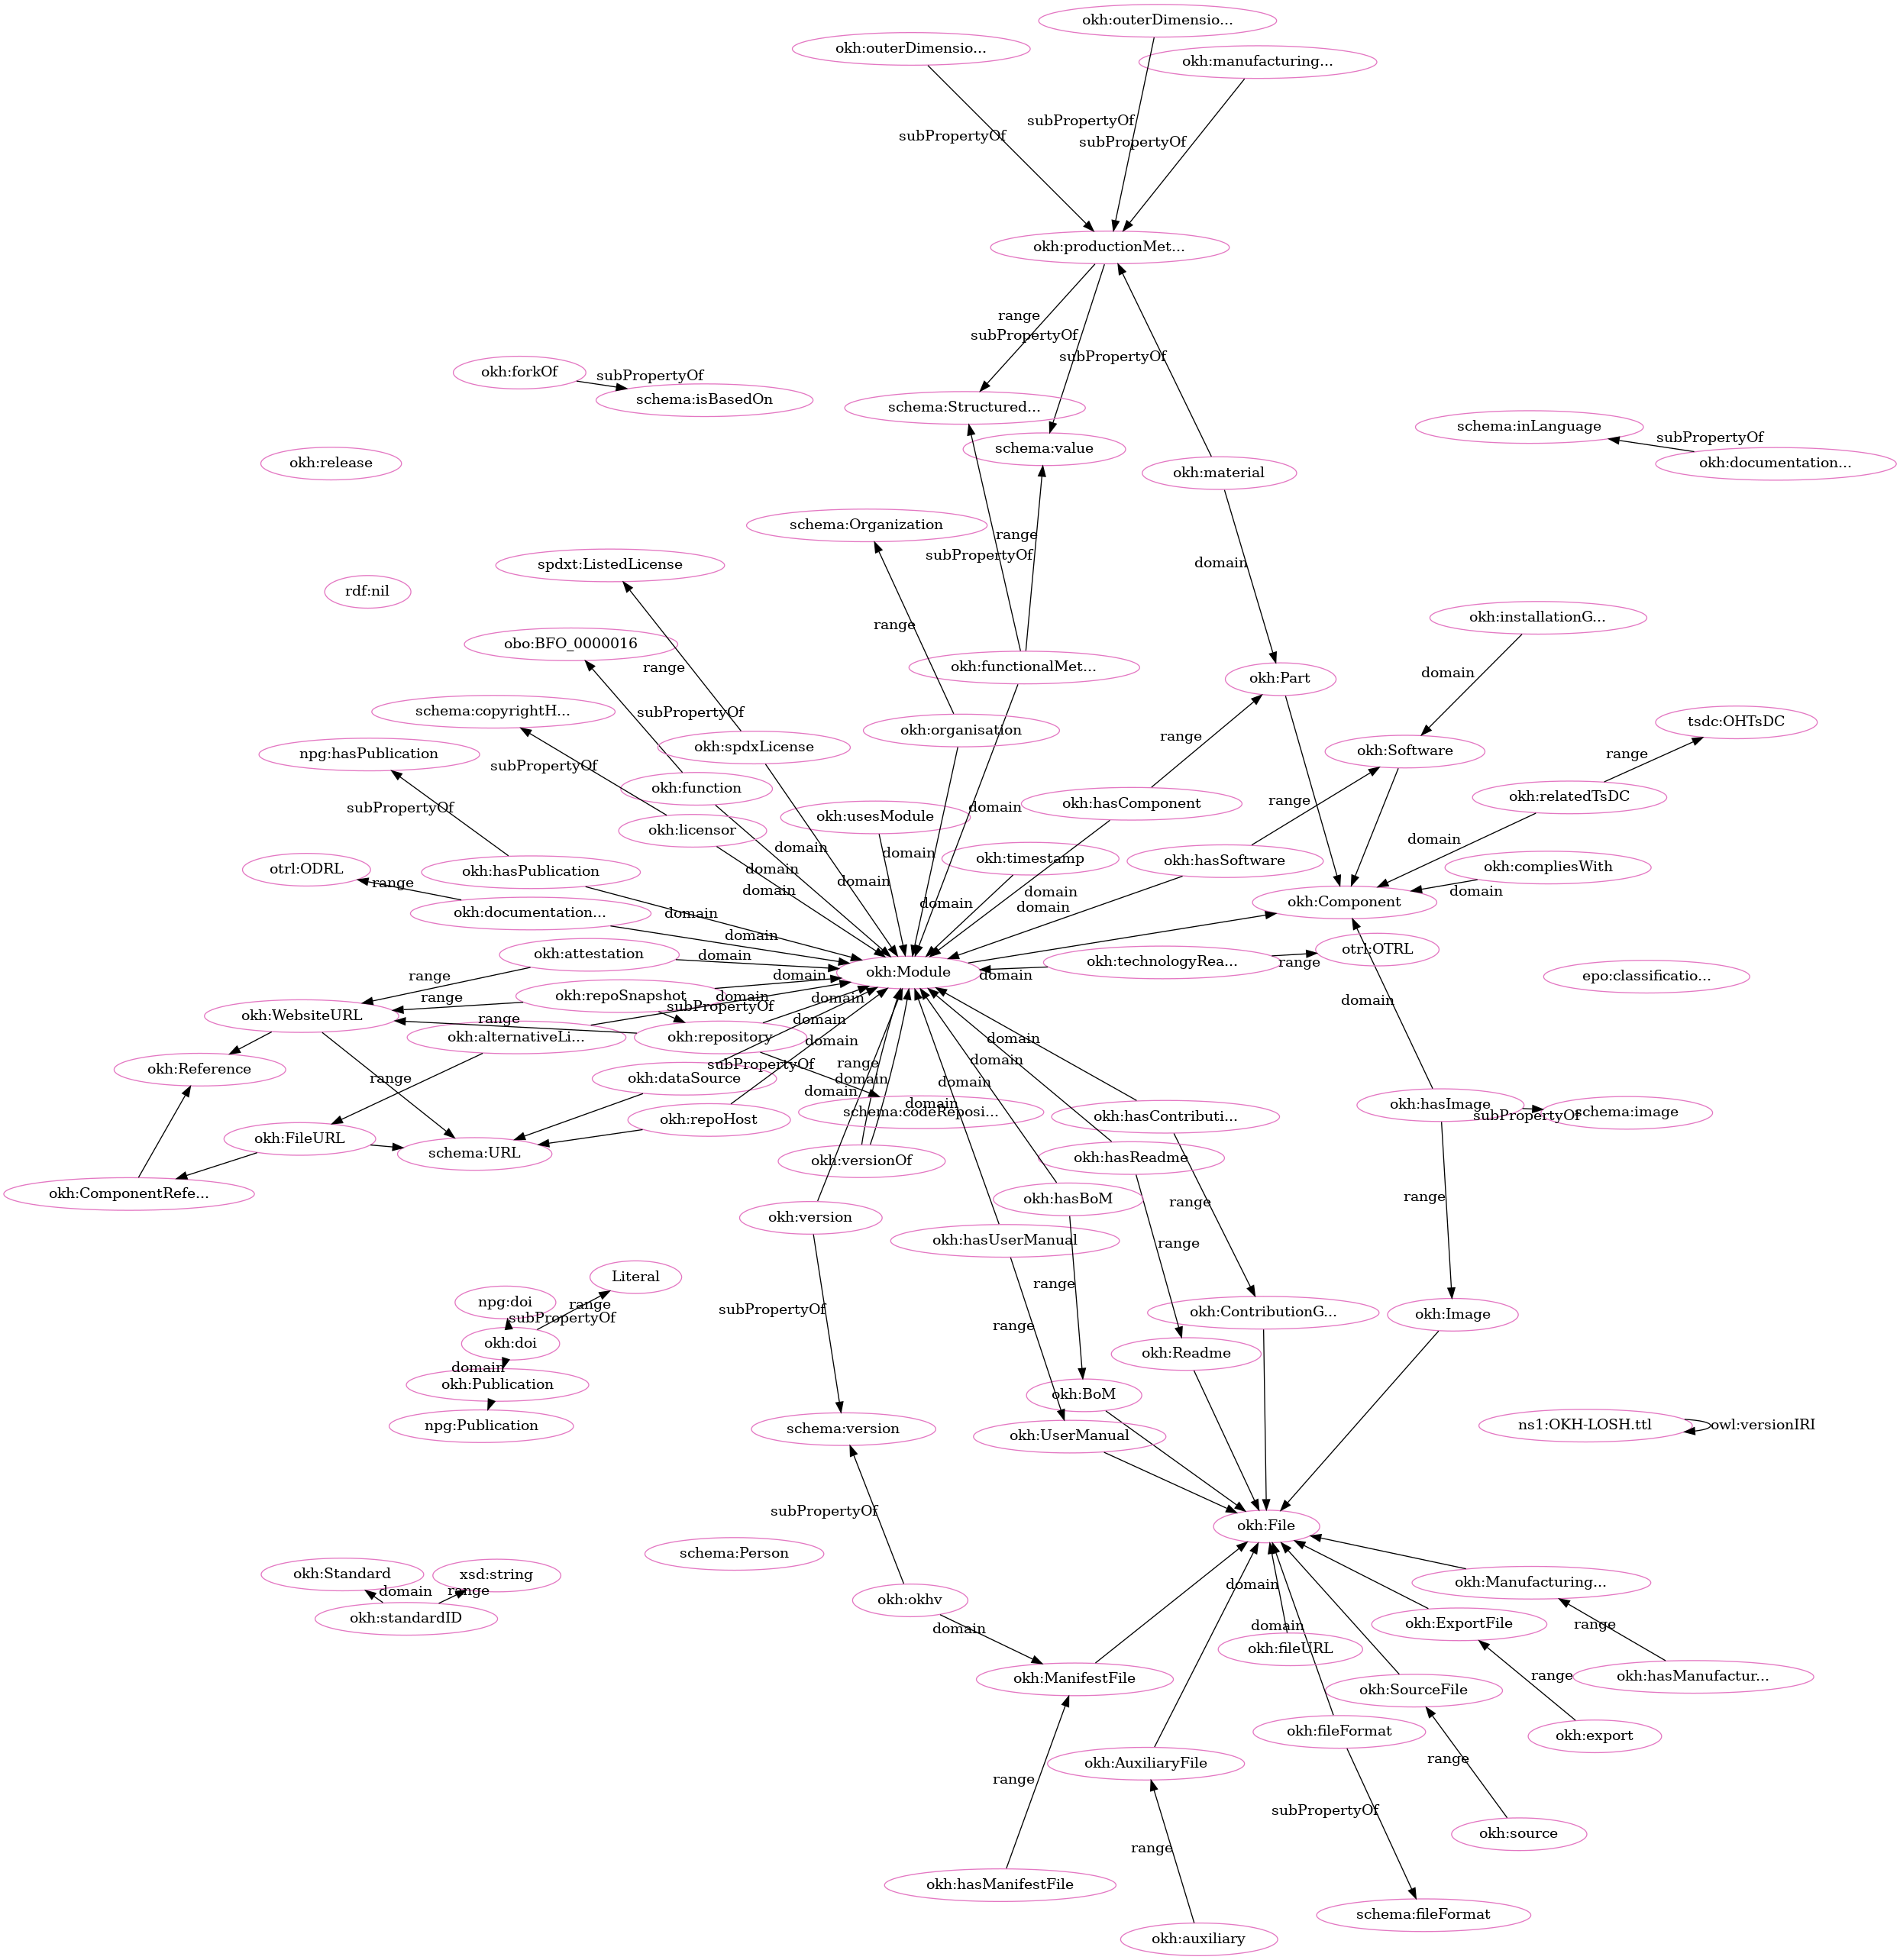 okh:outerDimensio...
okh:outerDimensio...
okh:manufacturing...
subPropertyOf
subPropertyOf
subPropertyOf
okh:productionMet...
range
subPropertyOf
subPropertyOf
okh:forkOf
subPropertyOf
schema:isBasedOn
schema:Structured...
schema:value
okh:material
schema:inLanguage
subPropertyOf
okh:documentation...
okh:release
schema:Organization
range
subPropertyOf
spdxt:ListedLicense
domain
rdf:nil
range
okh:installationG...
obo:BFO_0000016
range
okh:functionalMet...
okh:Part
domain
schema:copyrightH...
subPropertyOf
okh:organisation
tsdc:OHTsDC
npg:hasPublication
subPropertyOf
okh:spdxLicense
range
okh:Software
range
okh:function
okh:relatedTsDC
subPropertyOf
okh:licensor
okh:usesModule
domain
okh:hasComponent
range
domain
domain
domain
okh:timestamp
okh:hasSoftware
okh:compliesWith
otrl:ODRL
range
okh:hasPublication
domain
domain
domain
domain
domain
domain
domain
okh:Component
okh:documentation...
domain
domain
okh:attestation
domain
domain
otrl:OTRL
okh:technologyRea...
range
okh:Module
domain
domain
epo:classificatio...
range
okh:repoSnapshot
range
domain
subPropertyOf
domain
domain
okh:WebsiteURL
range
domain
okh:alternativeLi...
okh:repository
domain
domain
okh:Reference
range
okh:dataSource
subPropertyOf
range
domain
domain
domain
domain
domain
schema:codeReposi...
okh:hasImage
subPropertyOf
schema:image
okh:repoHost
okh:hasContributi...
okh:FileURL
schema:URL
okh:versionOf
okh:hasReadme
okh:ComponentRefe...
okh:hasBoM
range
range
okh:version
okh:hasUserManual
range
range
Literal
npg:doi
range
subPropertyOf
subPropertyOf
range
okh:ContributionG...
okh:Image
okh:doi
domain
okh:Readme
okh:Publication
okh:BoM
npg:Publication
schema:version
okh:UserManual
ns1:OKH-LOSH.ttl
owl:versionIRI
subPropertyOf
okh:File
schema:Person
okh:Standard
xsd:string
domain
range
domain
okh:Manufacturing...
okh:standardID
okh:okhv
domain
domain
okh:fileURL
okh:ExportFile
range
okh:ManifestFile
range
okh:hasManufactur...
okh:SourceFile
okh:fileFormat
okh:export
okh:AuxiliaryFile
range
range
subPropertyOf
okh:source
range
okh:hasManifestFile
schema:fileFormat
okh:auxiliary